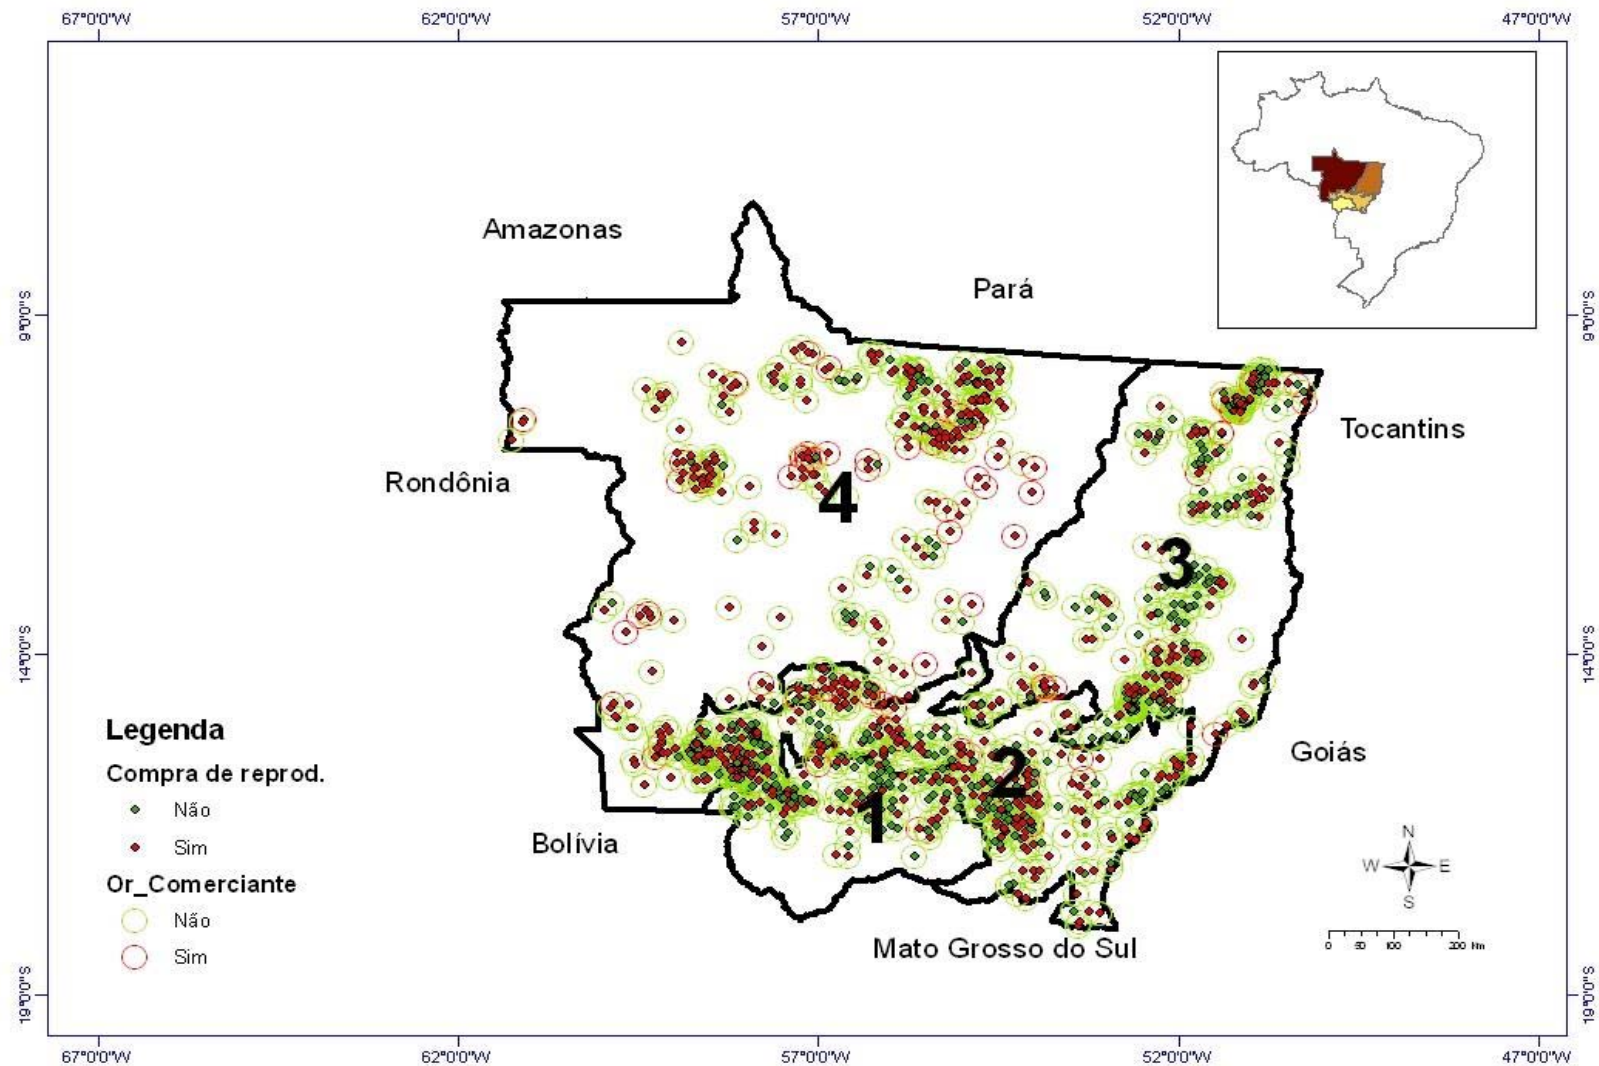 67°0'0"W 62°0'0"W 57°0'0"W 52°0'0"W 47°0'0"W
Amazonas
Pará
9°0'0"S 9°0'0"S
Tocantins
Rondônia
4
3
14°0'0"S 14°0'0"S
Legenda
Goiás
Compra de reprod.
2
Não
1
Sim
Bolívia
N
W E
S
Or_Comerciante
Não
Mato Grosso do Sul
0 50 100 200 Km
Sim
19°0'0"S 19°0'0"S
67°0'0"W 62°0'0"W 57°0'0"W 52°0'0"W 47°0'0"W